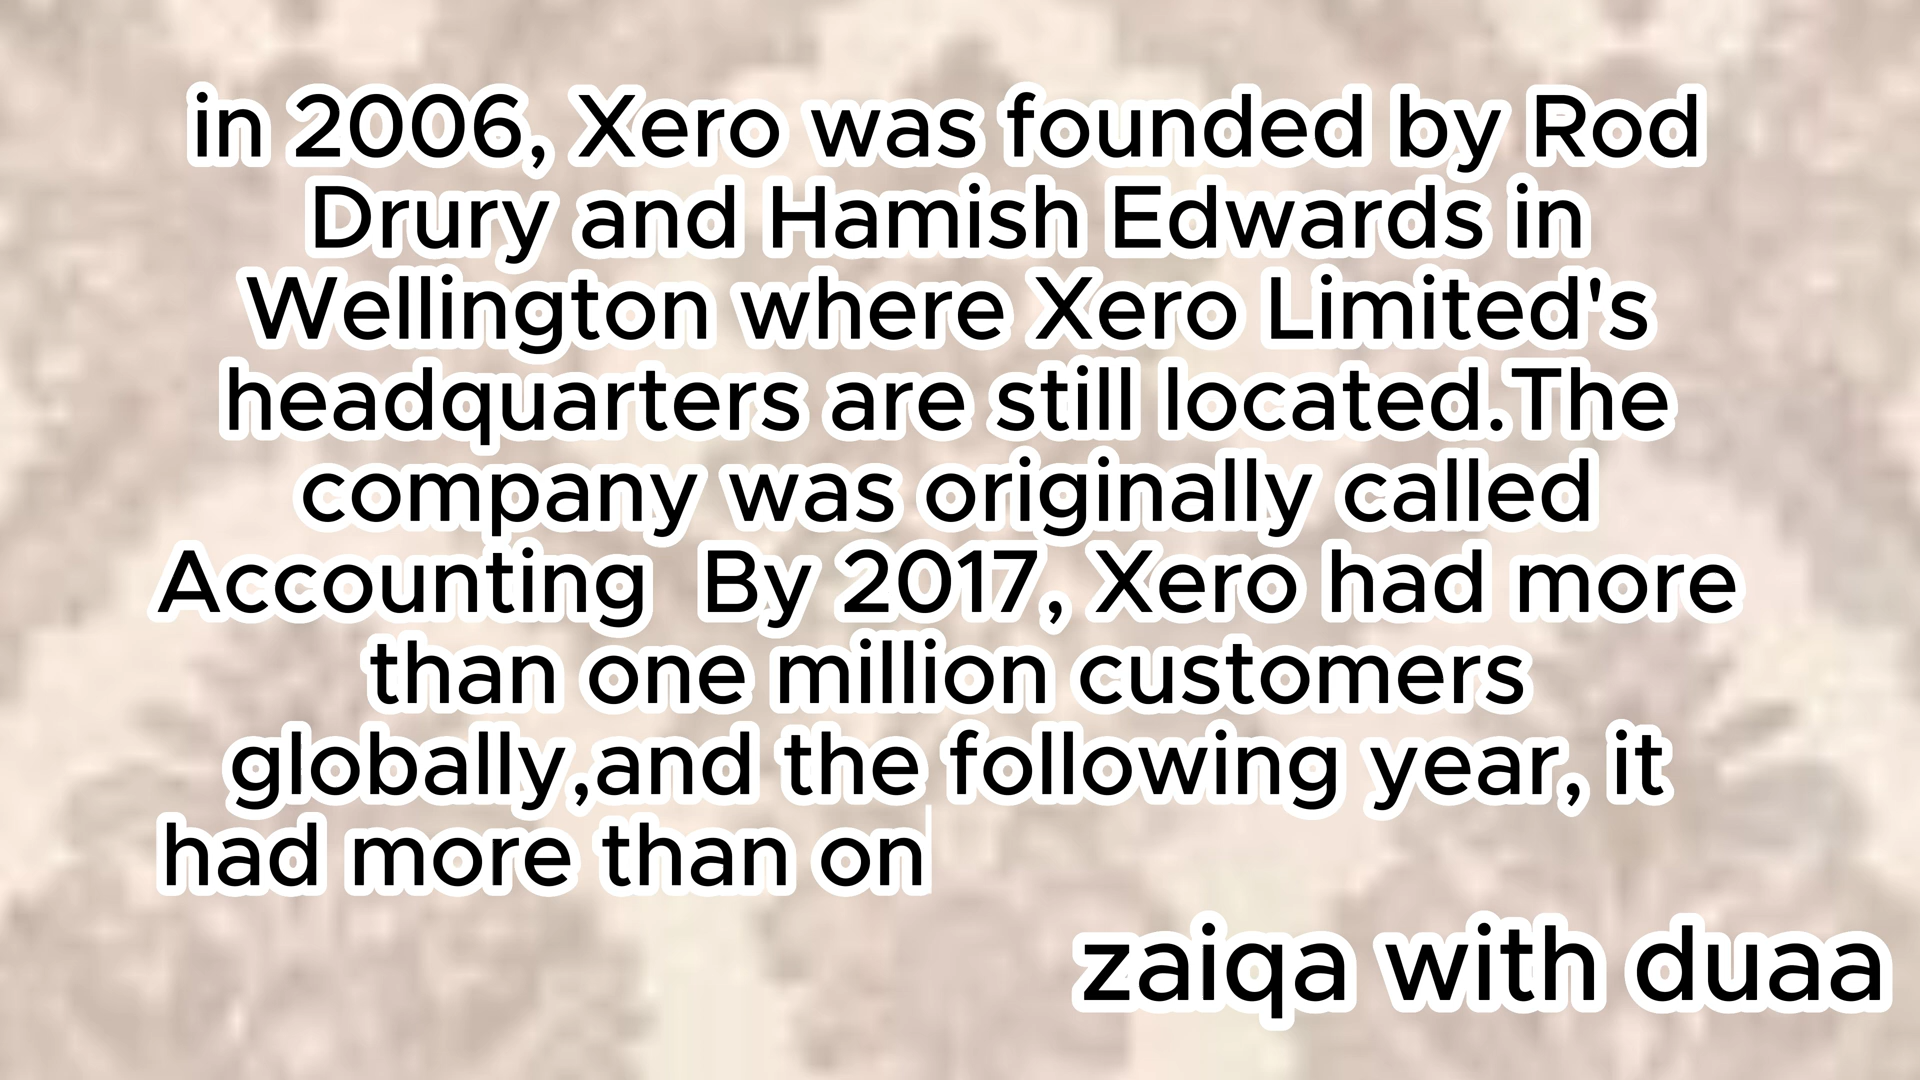 in 2006, Xero was founded by Rod
Drury and Hamish Edwards in
Wellington where Xero Limited's
headquarters are still located.The
company was originally called
Accounting  By 2017, Xero had more
than one million customers
globally,and the following year, it
had more than on
zaiqa with duaa